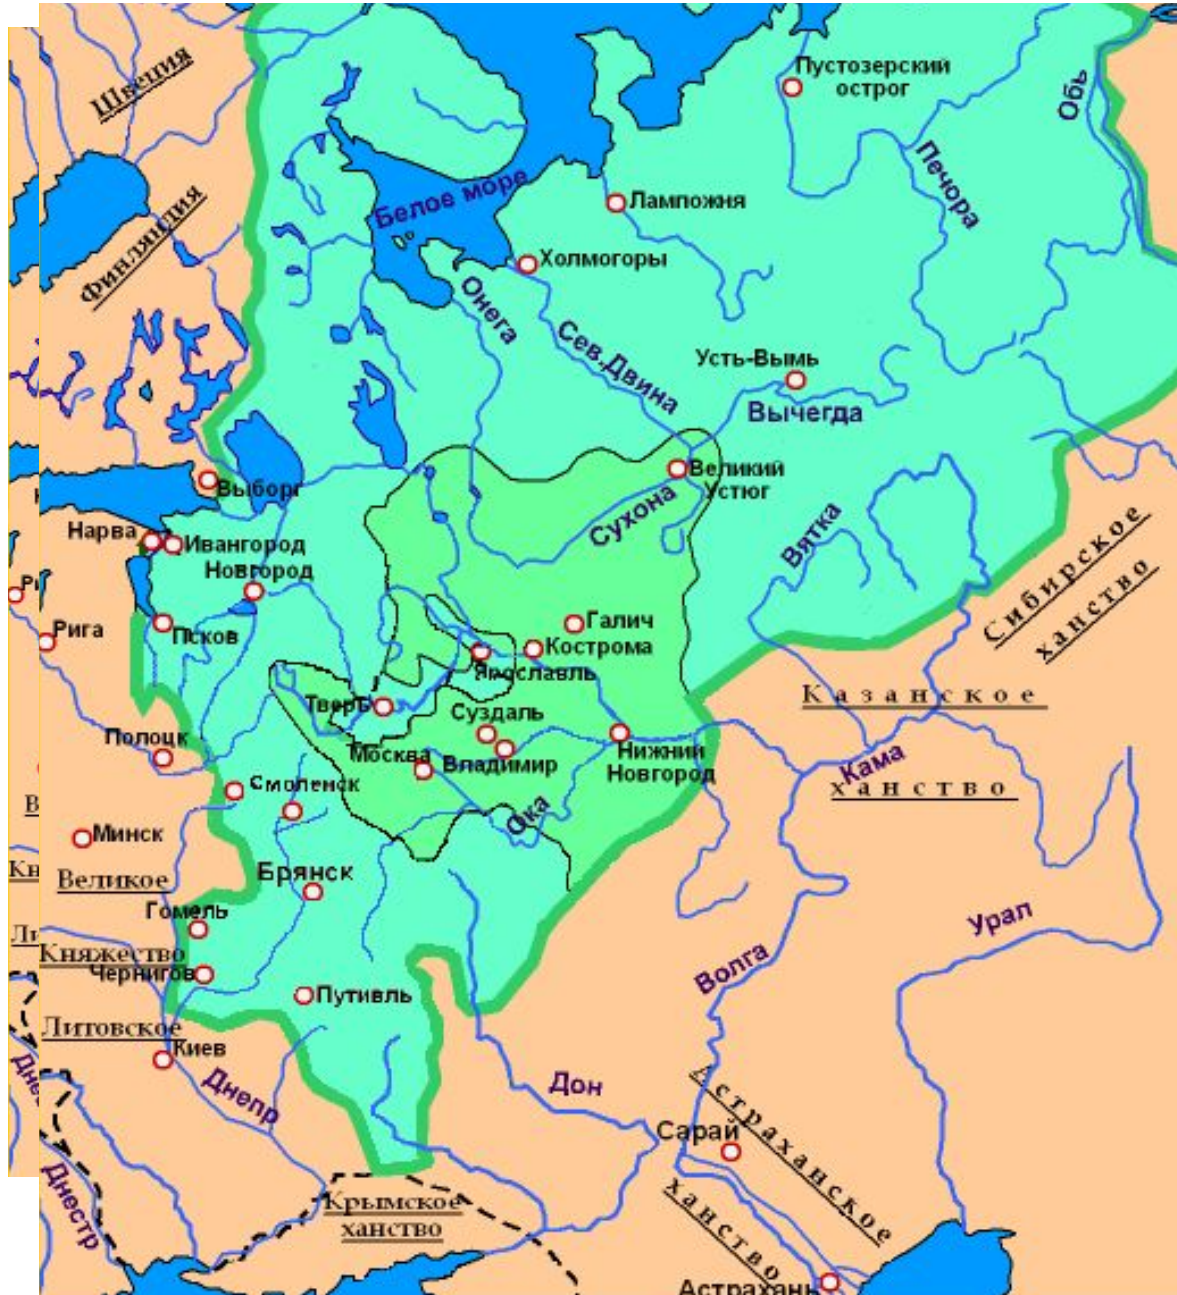 Швеция
Пустозерский
острог
Обь
Печора
Белое море
Лампожня
Финляндия
Холмогоры
Онега
Сев.Двина
Усть-Вымь
Вычегда
Великий
Устюг
Выборг
Сухона
Вятка
Нарва
Ивангород
Новгород
Сибирское
ханство
Галич
Рига
Псков
Кострома
Ярославль
Казанское
Тверь
Суздаль
Полоцк
Москва
Владимир
Нижний
Новгород
Кама
Смоленск
ханство
Ока
Минск
Брянск
Великое
Гомель
Урал
Княжество
Волга
Чернигов
Путивль
Литовское
Киев
Днепр
Дон
Астраханское
Сарай
Днестр
Крымское
ханство
ханство
Астрахань